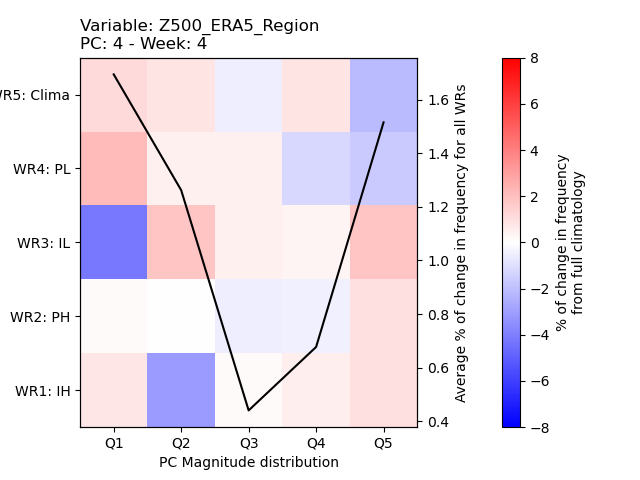 Variable: Z500_ERA5_Region
PC: 4 - Week: 4
WR5: Clima
WR4: PL
WR3: IL
WR2: PH
WR1: IH
Q1 Q2 Q3 Q4 Q5
PC Magnitude distribution
1.6
1.4
1.2
1.0
0.8
0.6
0.4
Average % of change in frequency for all WRs
8
6
4
2
0
−2
−4
−6
−8
% of change in frequency
from full climatology